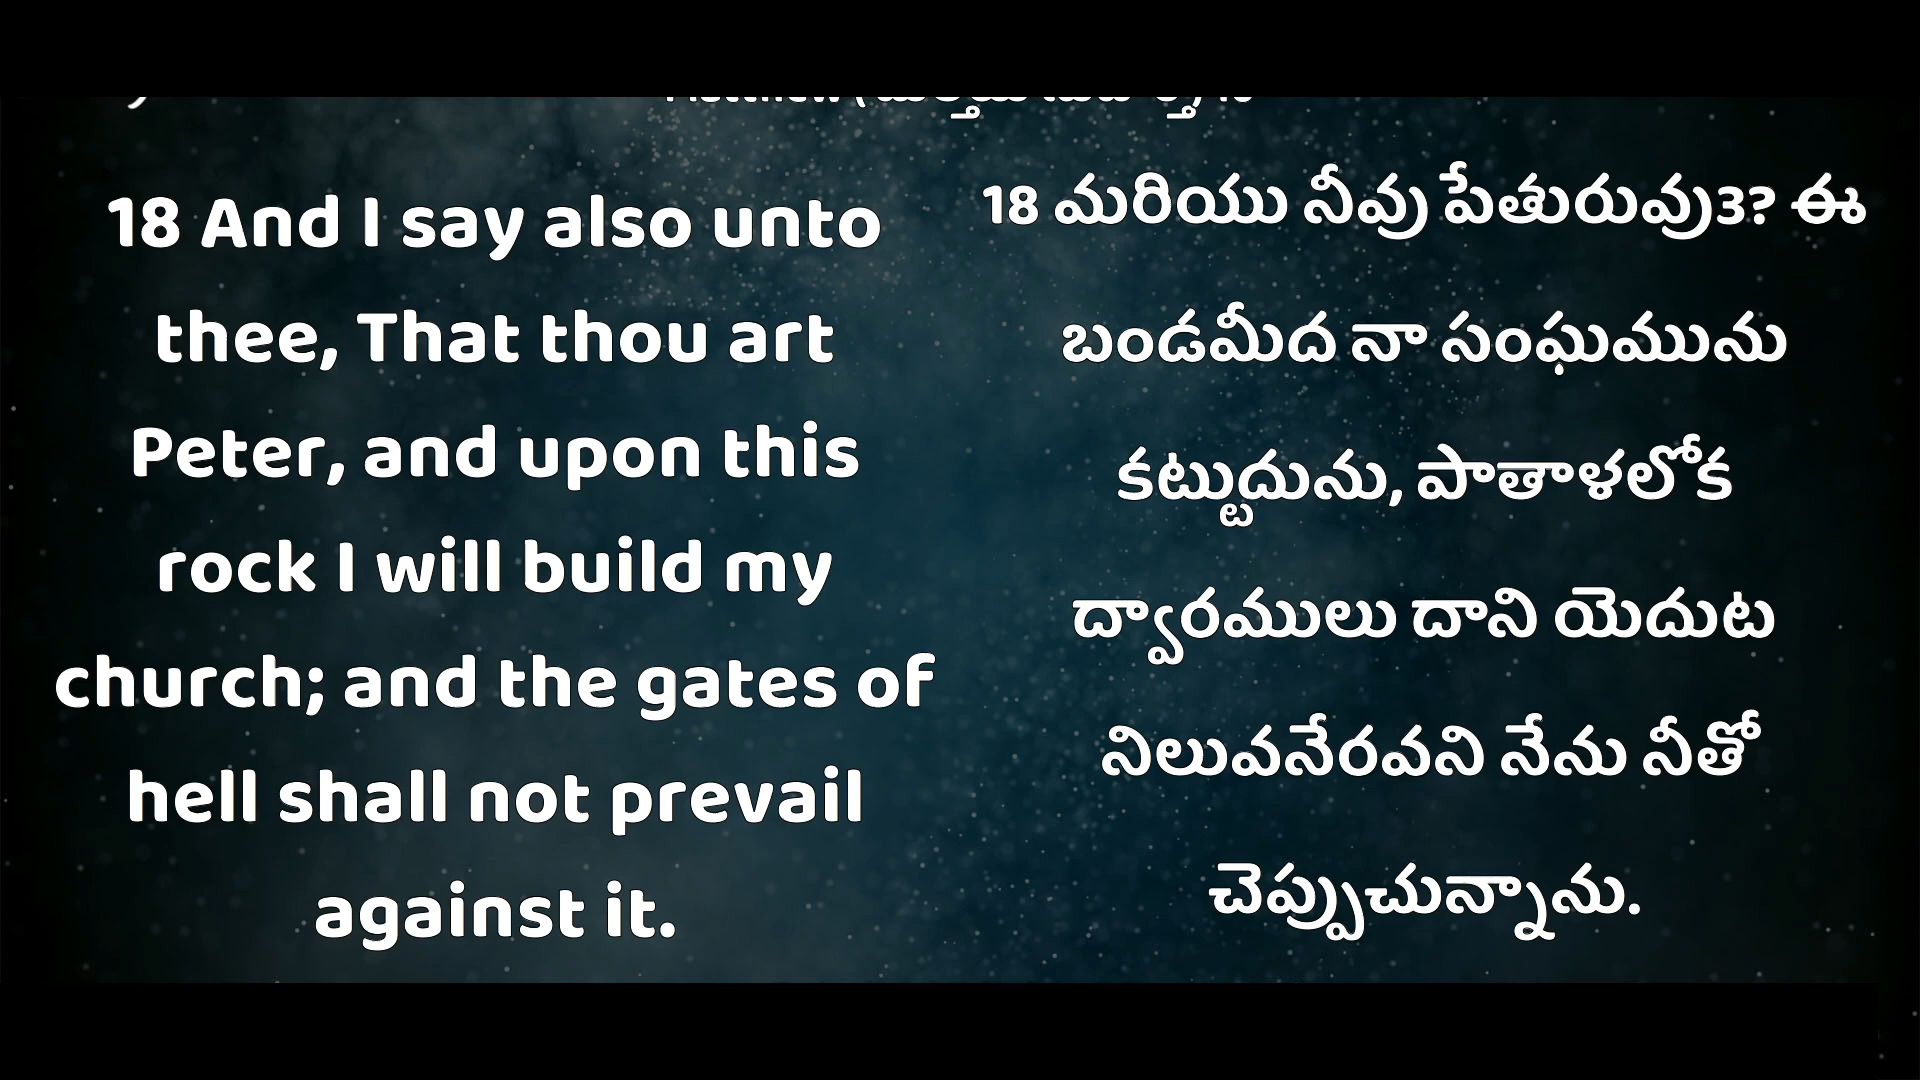 18 And I say also unto
thee, That thou art
Peter, and upon this
rock I will build my
church; and the gates of
hell shall not prevail
against it.
18 మరియు నీవు పేతురువు3? ఈ
బండమీద నా సంఘమును
కట్టుదును, పాతాళలోక
ద్వారములు దాని యెదుట
నిలువనేరవని నేను నీతో
చెప్పుచున్నాను.